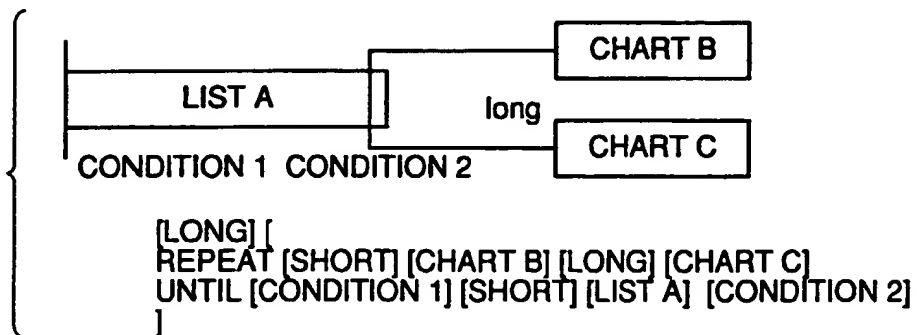 CHART B
LIST A
long
CHART C
CONDITION 1 CONDITION 2
[LONG] [
REPEAT [SHORT] [CHART B] [LONG] [CHART C]
UNTIL [CONDITION 1] [SHORT] [LIST A] [CONDITION 2]
]